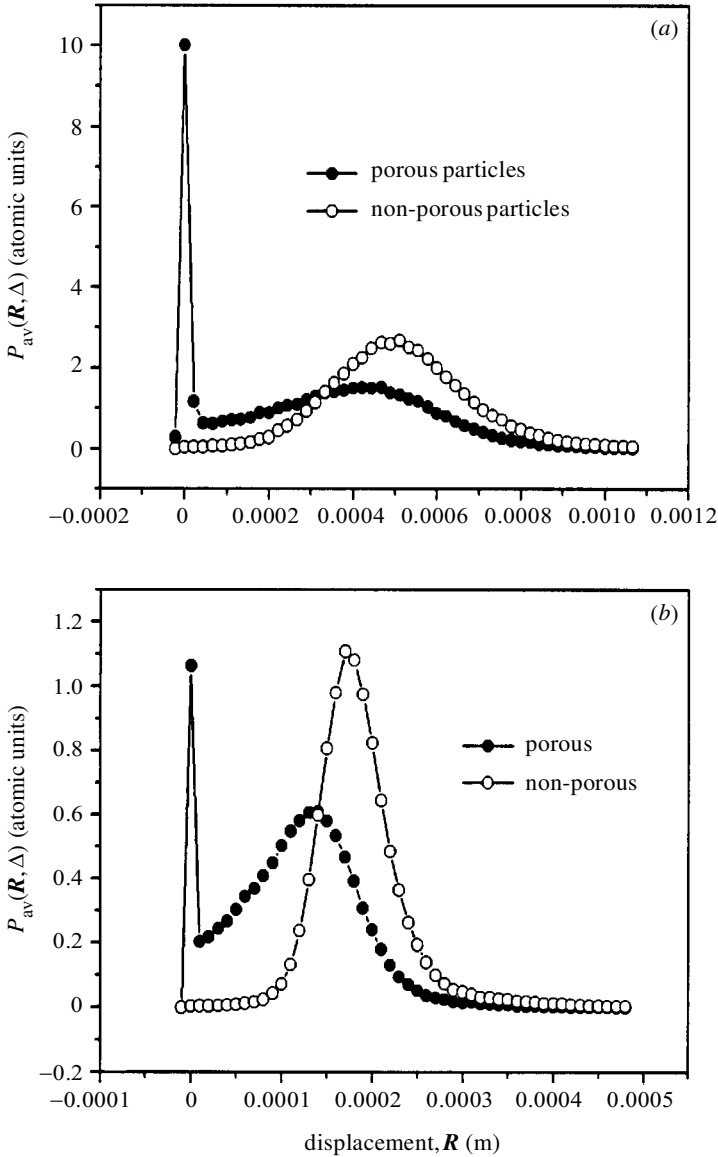 (a)
10
8
6
4
2
0
P_av(R,Δ) (atomic units)
porous particles
non-porous particles
−0.0002 0 0.0002 0.0004 0.0006 0.0008 0.0010 0.0012
(b)
1.2
1.0
0.8
0.6
0.4
0.2
0
−0.2
P_av(R,Δ) (atomic units)
porous
non-porous
−0.0001 0 0.0001 0.0002 0.0003 0.0004 0.0005
displacement, R (m)